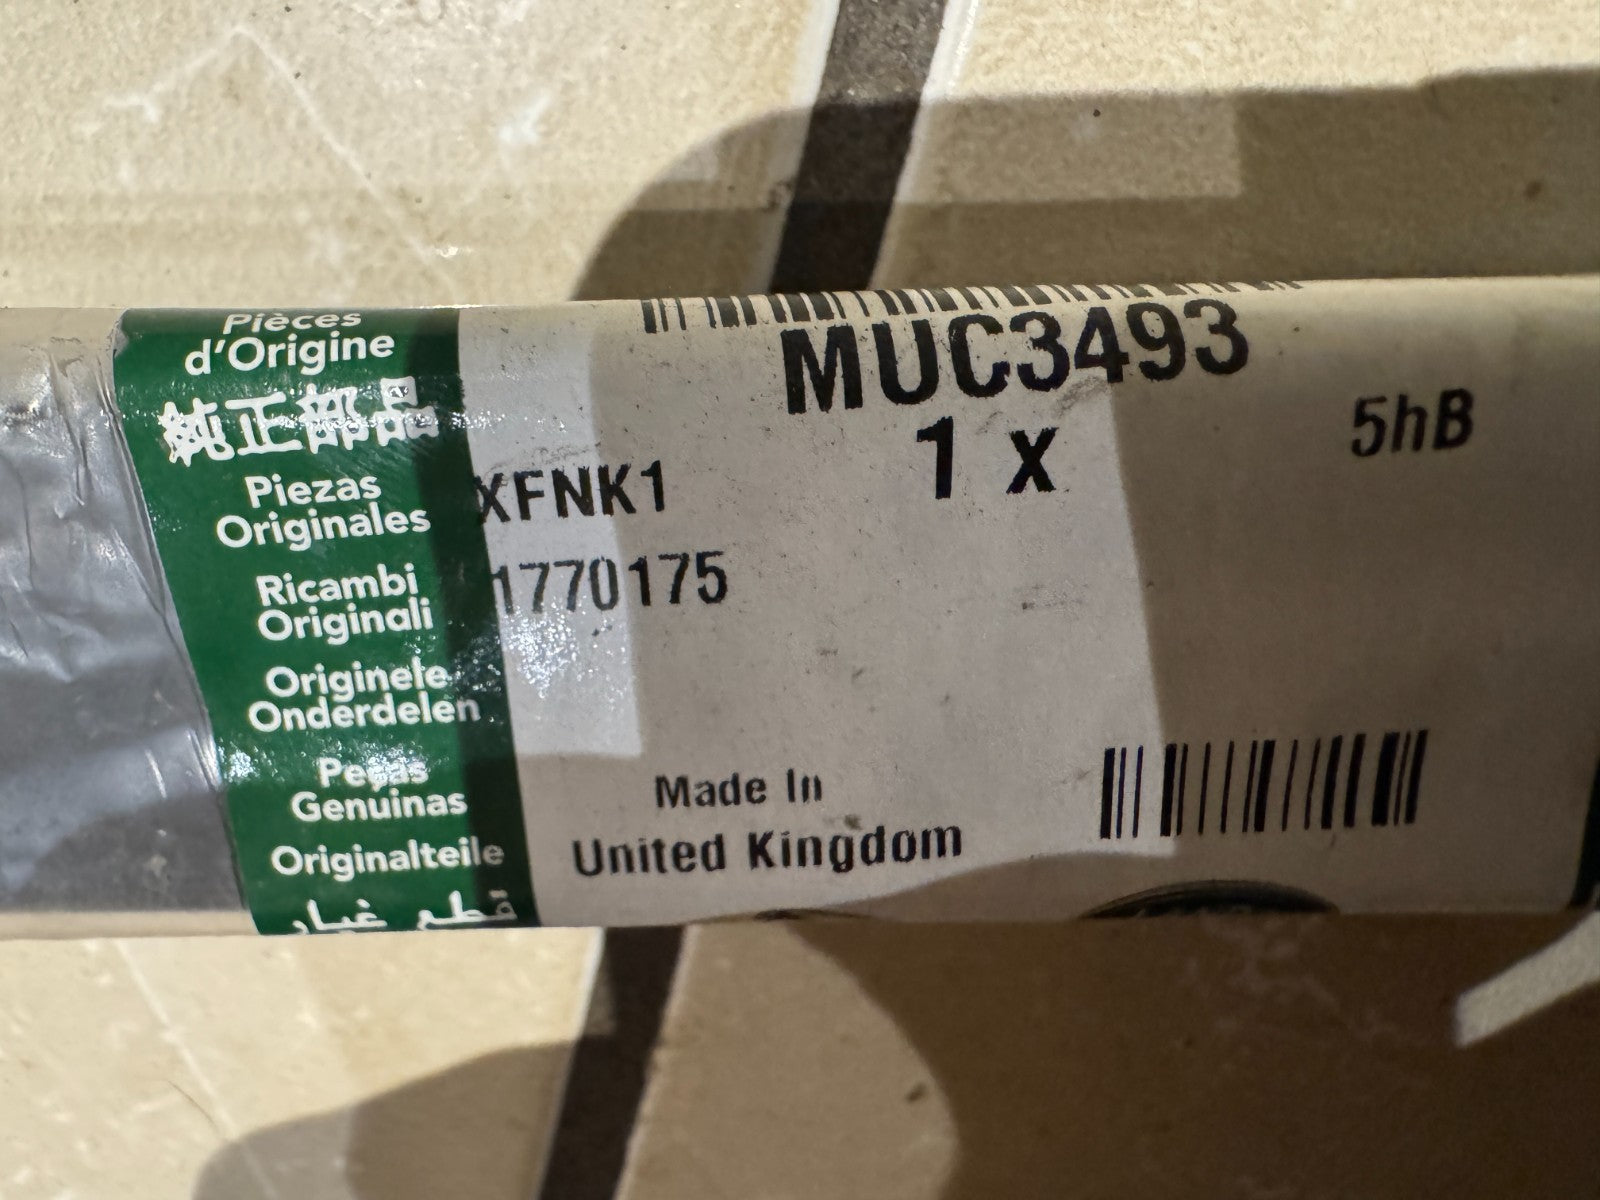 Pièces
d'Origine
純正部品
Piezas
Originales
Ricambi
Originali
Originele
Onderdelen
Peças
Genuinas
Originalteile
قطع غيار
MUC3493
1 x
5hB
XFNK1
1770175
Made In
United Kingdom